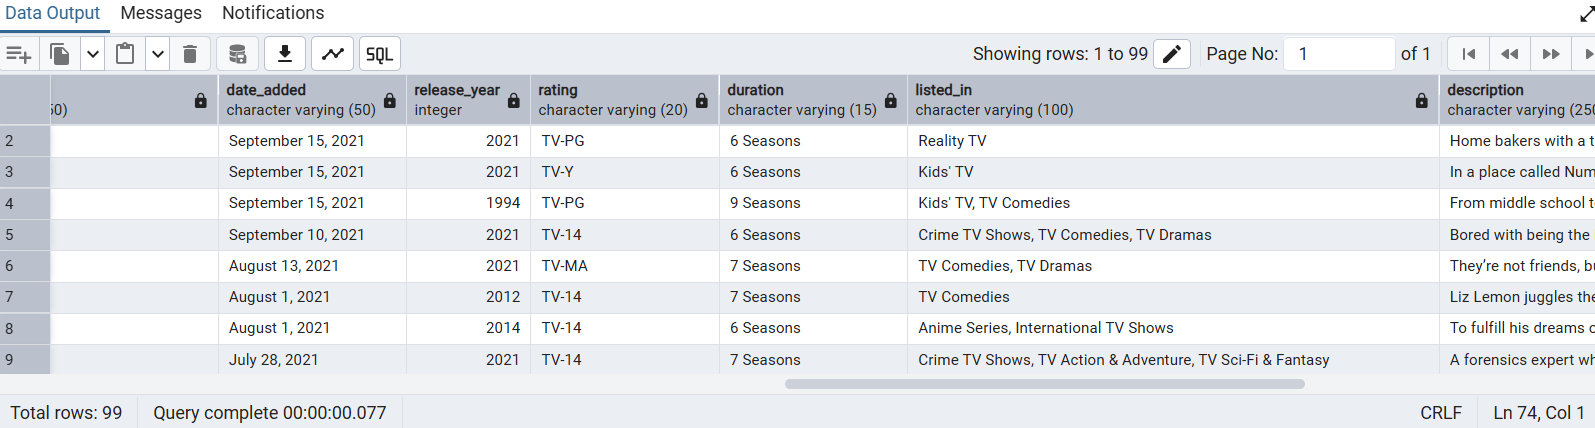 Data Output Messages Notifications
SQL Showing rows: 1 to 99 Page No: 1 of 1
date_added release_year rating duration listed_in description
50) character varying (50) integer character varying (20) character varying (15) character varying (100) character varying (250
2 September 15, 2021 2021 TV-PG 6 Seasons Reality TV Home bakers with a t
3 September 15, 2021 2021 TV-Y 6 Seasons Kids' TV In a place called Num
4 September 15, 2021 1994 TV-PG 9 Seasons Kids' TV, TV Comedies From middle school t
5 September 10, 2021 2021 TV-14 6 Seasons Crime TV Shows, TV Comedies, TV Dramas Bored with being the
6 August 13, 2021 2021 TV-MA 7 Seasons TV Comedies, TV Dramas They’re not friends, bu
7 August 1, 2021 2012 TV-14 7 Seasons TV Comedies Liz Lemon juggles the
8 August 1, 2021 2014 TV-14 6 Seasons Anime Series, International TV Shows To fulfill his dreams o
9 July 28, 2021 2021 TV-14 7 Seasons Crime TV Shows, TV Action & Adventure, TV Sci-Fi & Fantasy A forensics expert wh
Total rows: 99 Query complete 00:00:00.077 CRLF Ln 74, Col 1